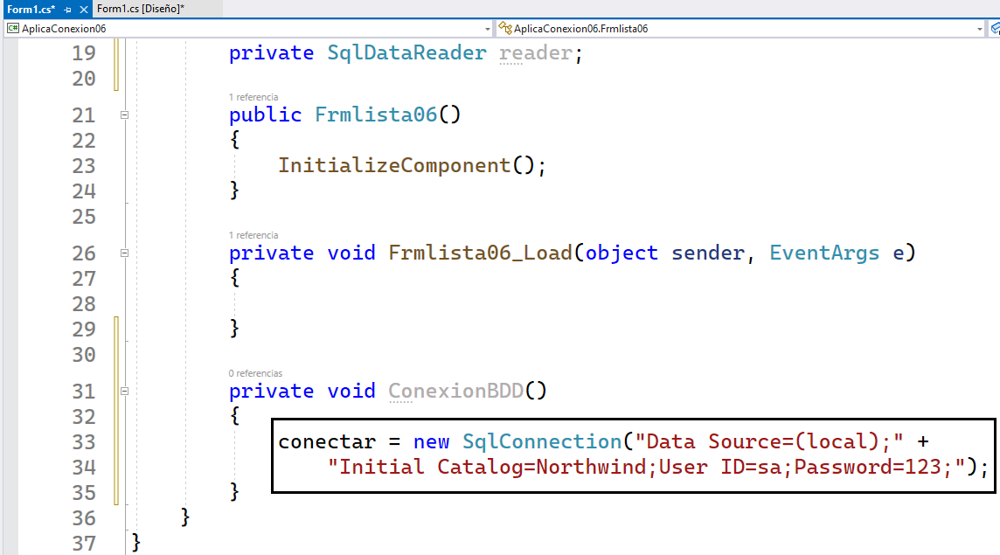 Form1.cs*
Form1.cs [Diseño]*
C# AplicaConexion06
AplicaConexion06.Frmlista06
19 private SqlDataReader reader;
20
1 referencia
21 public Frmlista06()
22 {
23 InitializeComponent();
24 }
25
1 referencia
26 private void Frmlista06_Load(object sender, EventArgs e)
27 {
28
29 }
30
0 referencias
31 private void ConexionBDD()
32 {
33 conectar = new SqlConnection("Data Source=(local);" +
34 "Initial Catalog=Northwind;User ID=sa;Password=123;");
35 }
36 }
37 }